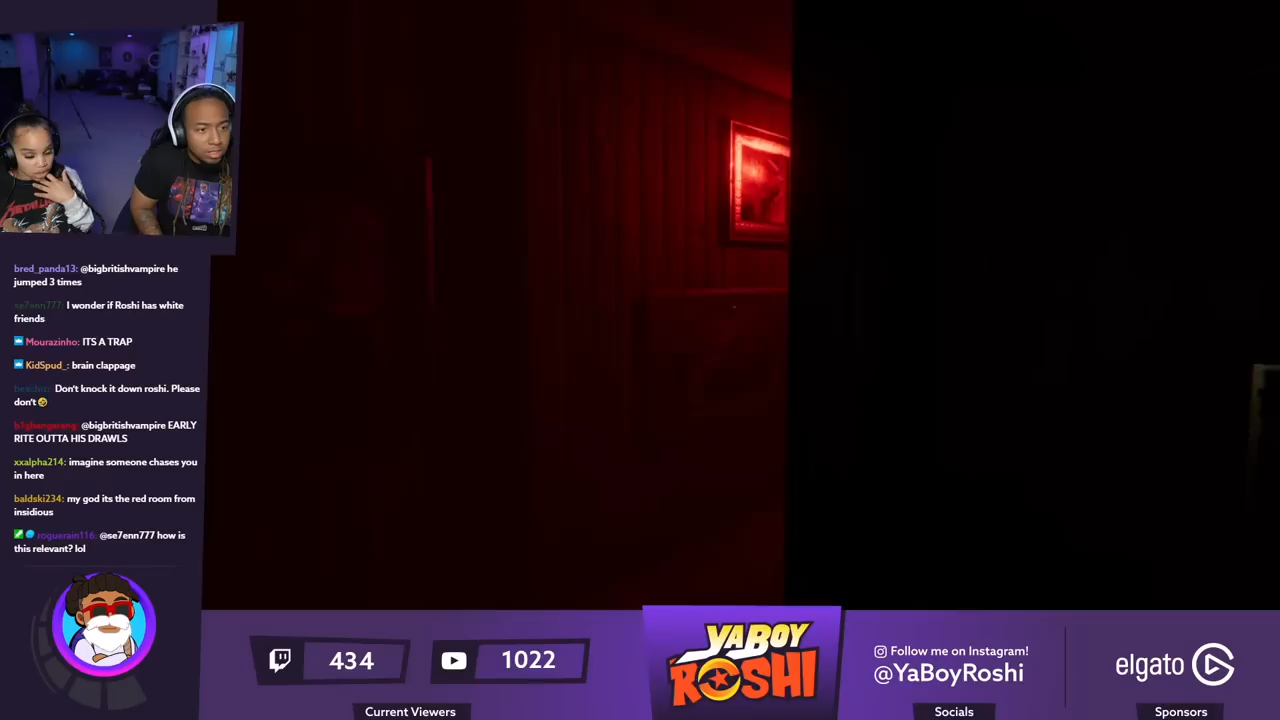 bred_panda13: @bigbritishvampire he
jumped 3 times
se7enn777: I wonder if Roshi has white
friends
Mourazinho: ITS A TRAP
KidSpud_: brain clappage
Don't knock it down roshi. Please
don't 🤣
@bigbritishvampire EARLY
RITE OUTTA HIS DRAWLS
xxalpha214: imagine someone chases you
in here
baldski234: my god its the red room from
insidious
roguerain116: @se7enn777 how is
this relevant? lol
434
1022
Current Viewers
YABOY
ROSHI
Follow me on Instagram!
@YaBoyRoshi
Socials
elgato
Sponsors